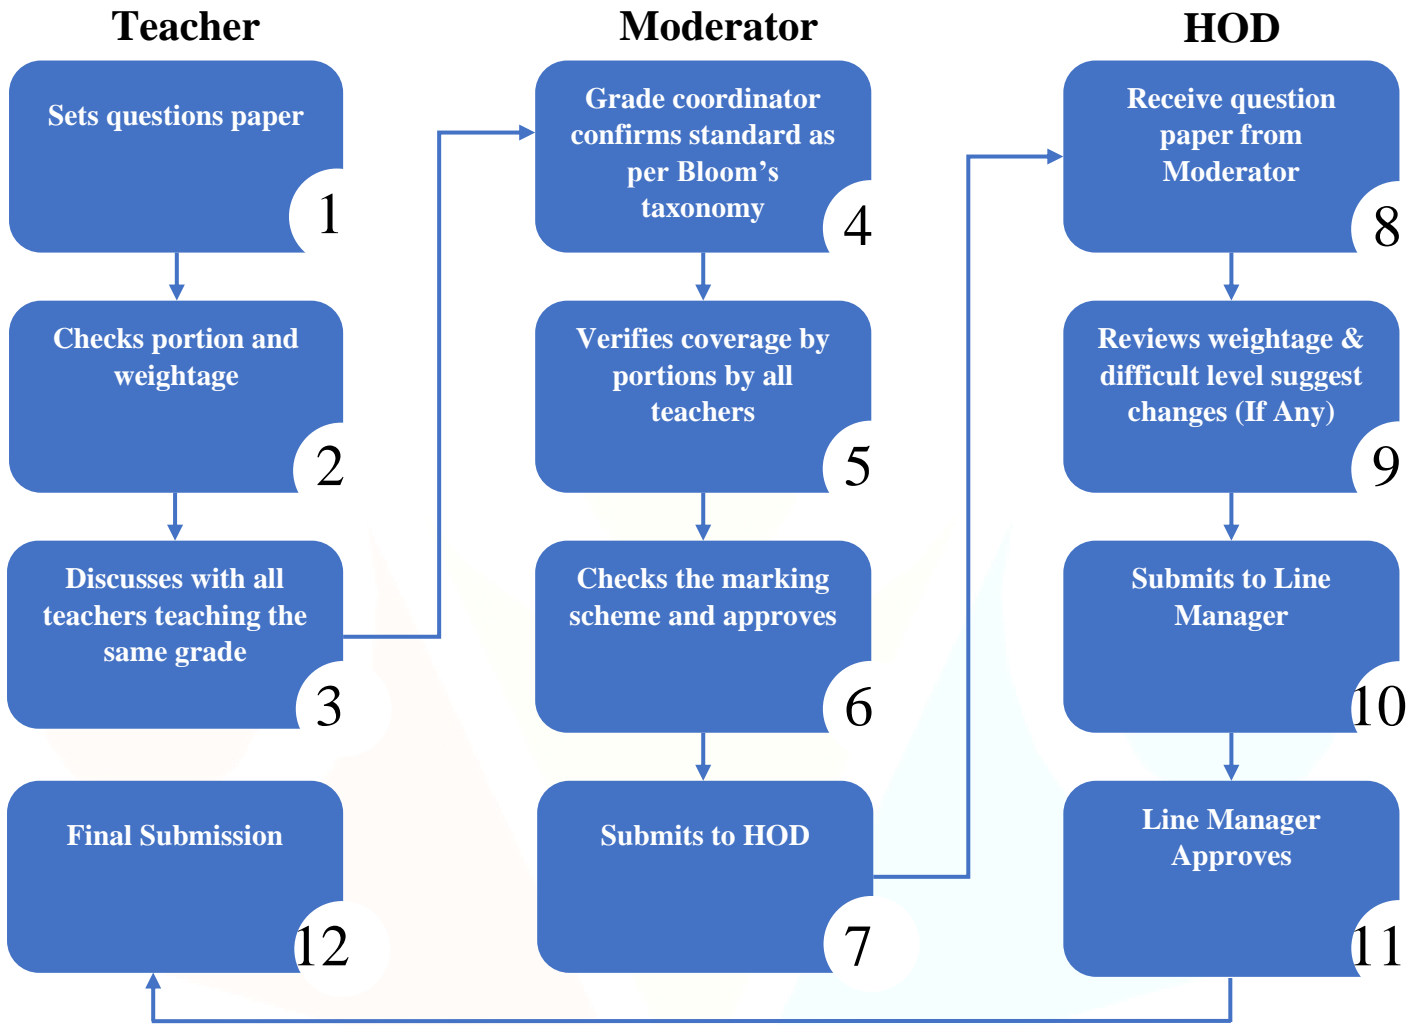 Teacher
Sets questions paper
1
Checks portion and
weightage
2
Discusses with all
teachers teaching the
same grade
3
Final Submission
12
Moderator
Grade coordinator
confirms standard as
per Bloom’s
taxonomy
4
Verifies coverage by
portions by all
teachers
5
Checks the marking
scheme and approves
6
Submits to HOD
7
HOD
Receive question
paper from
Moderator
8
Reviews weightage &
difficult level suggest
changes (If Any)
9
Submits to Line
Manager
10
Line Manager
Approves
11